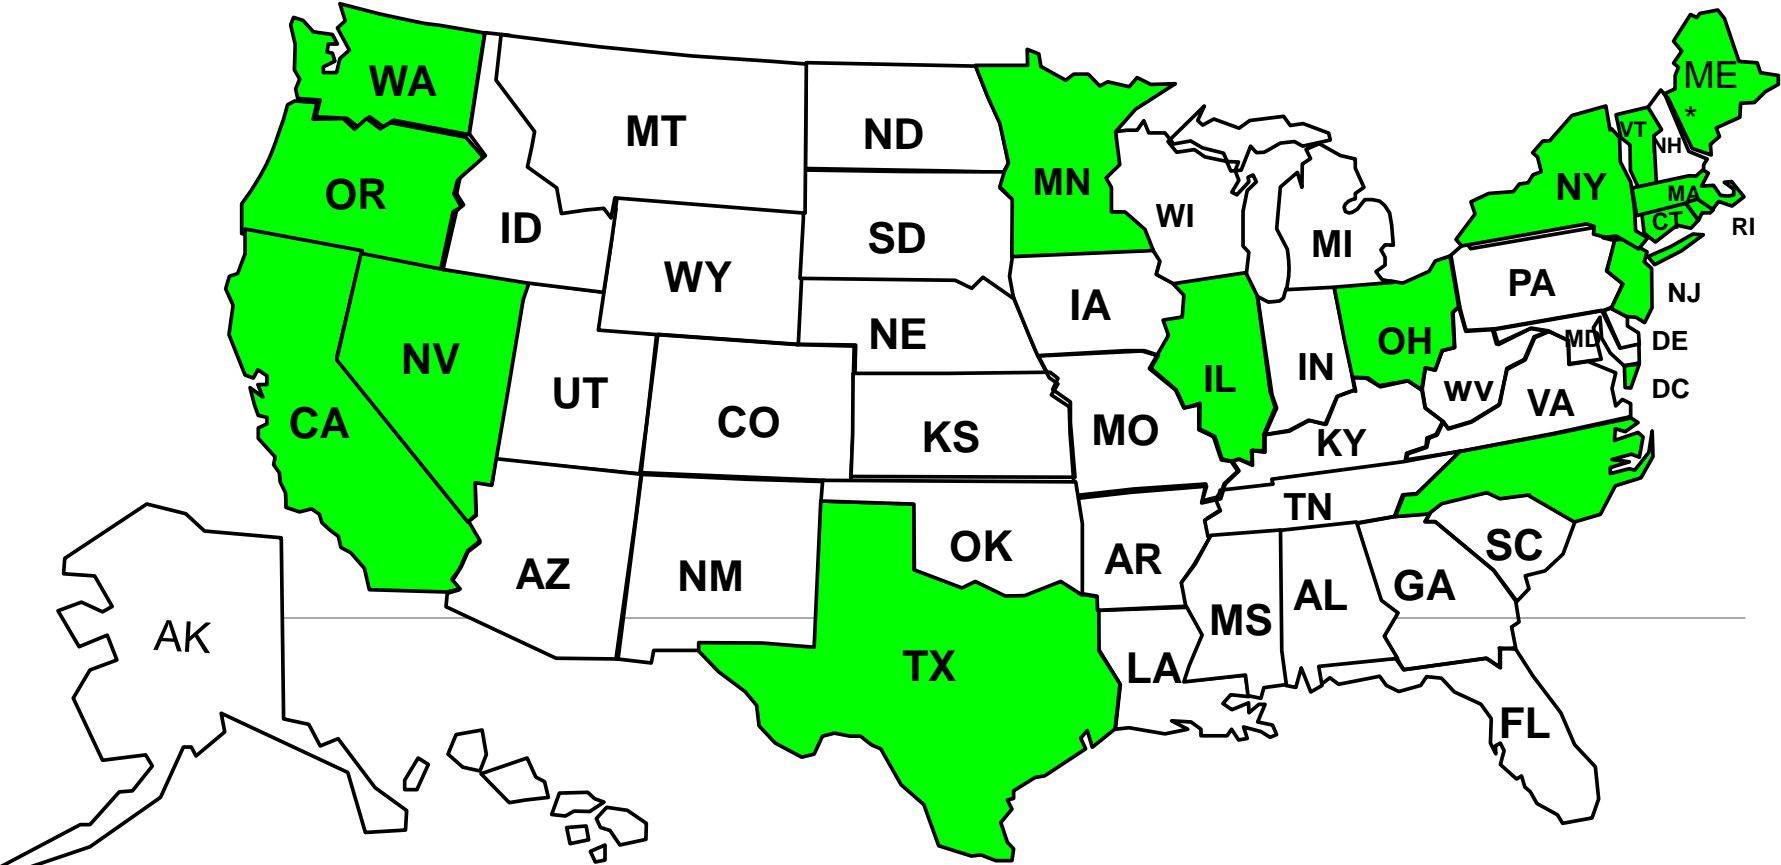 WA
ME
*
MT
ND
VT
NH
MN
OR
NY
MA
WI
CT
RI
ID
SD
MI
WY
PA
NJ
IA
NE
OH
MD
DE
NV
IN
IL
UT
WV
DC
VA
CA
CO
MO
KS
KY
TN
OK
SC
AR
AZ
NM
GA
AL
MS
AK
TX
LA
FL